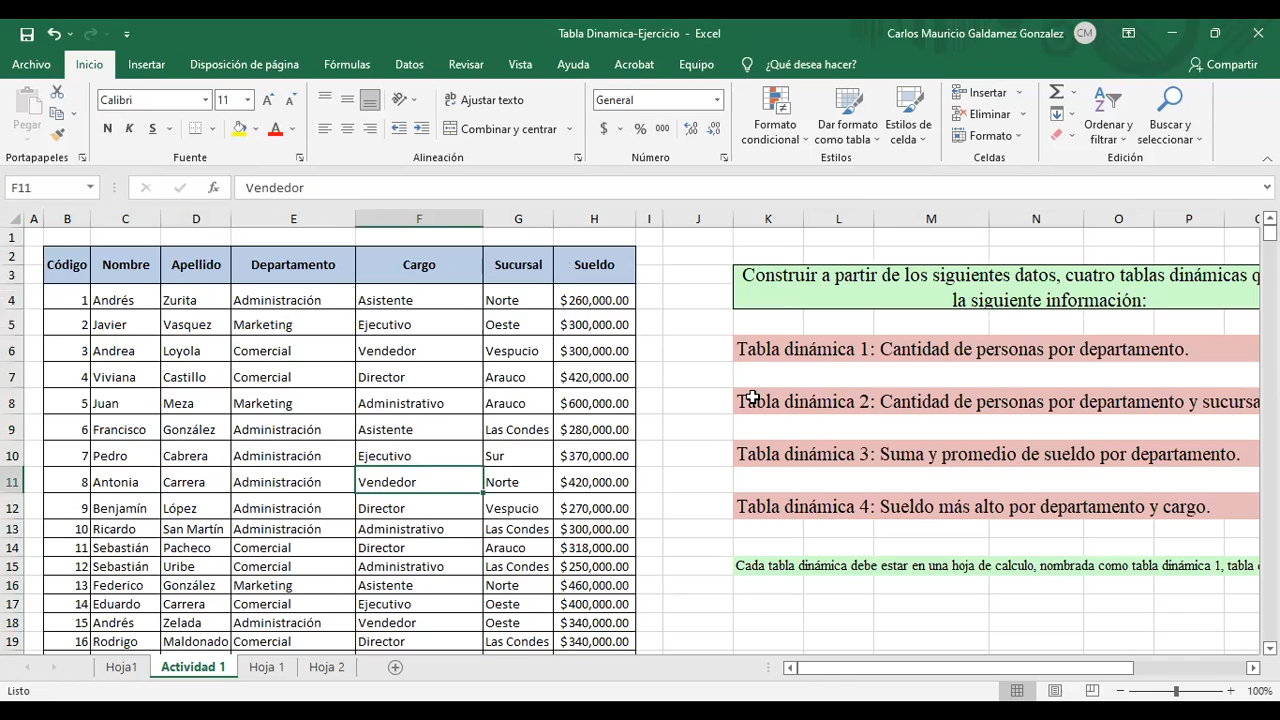 Tabla Dinamica-Ejercicio - Excel
Carlos Mauricio Galdamez Gonzalez CM
Archivo Inicio Insertar Disposición de página Fórmulas Datos Revisar Vista Ayuda Acrobat Equipo ¿Qué desea hacer? Compartir
Pegar
Calibri 11
N K S
Ajustar texto
Combinar y centrar
General
$ % 000
Formato condicional
Dar formato como tabla
Estilos de celda
Insertar
Eliminar
Formato
Ordenar y filtrar
Buscar y seleccionar
Portapapeles Fuente Alineación Número Estilos Celdas Edición
F11 fx Vendedor
A B C D E F G H I J K L M N O P
1
2 Código Nombre Apellido Departamento Cargo Sucursal Sueldo
3 Construir a partir de los siguientes datos, cuatro tablas dinámicas
la siguiente información:
4 1 Andrés Zurita Administración Asistente Norte $260,000.00
5 2 Javier Vasquez Marketing Ejecutivo Oeste $300,000.00
6 3 Andrea Loyola Comercial Vendedor Vespucio $300,000.00 Tabla dinámica 1: Cantidad de personas por departamento.
7 4 Viviana Castillo Comercial Director Arauco $420,000.00
8 5 Juan Meza Marketing Administrativo Arauco $600,000.00 Tabla dinámica 2: Cantidad de personas por departamento y sucursa
9 6 Francisco González Administración Asistente Las Condes $280,000.00
10 7 Pedro Cabrera Administración Ejecutivo Sur $370,000.00 Tabla dinámica 3: Suma y promedio de sueldo por departamento.
11 8 Antonia Carrera Administración Vendedor Norte $420,000.00
12 9 Benjamín López Administración Director Vespucio $270,000.00 Tabla dinámica 4: Sueldo más alto por departamento y cargo.
13 10 Ricardo San Martín Administración Administrativo Las Condes $300,000.00
14 11 Sebastián Pacheco Comercial Director Arauco $318,000.00
15 12 Sebastián Uribe Comercial Administrativo Las Condes $250,000.00 Cada tabla dinámica debe estar en una hoja de calculo, nombrada como tabla dinámica 1, tabla
16 13 Federico González Marketing Asistente Norte $460,000.00
17 14 Eduardo Carrera Comercial Ejecutivo Oeste $400,000.00
18 15 Andrés Zelada Administración Vendedor Oeste $340,000.00
19 16 Rodrigo Maldonado Comercial Director Las Condes $340,000.00
Hoja1 Actividad 1 Hoja 1 Hoja 2
Listo 100%